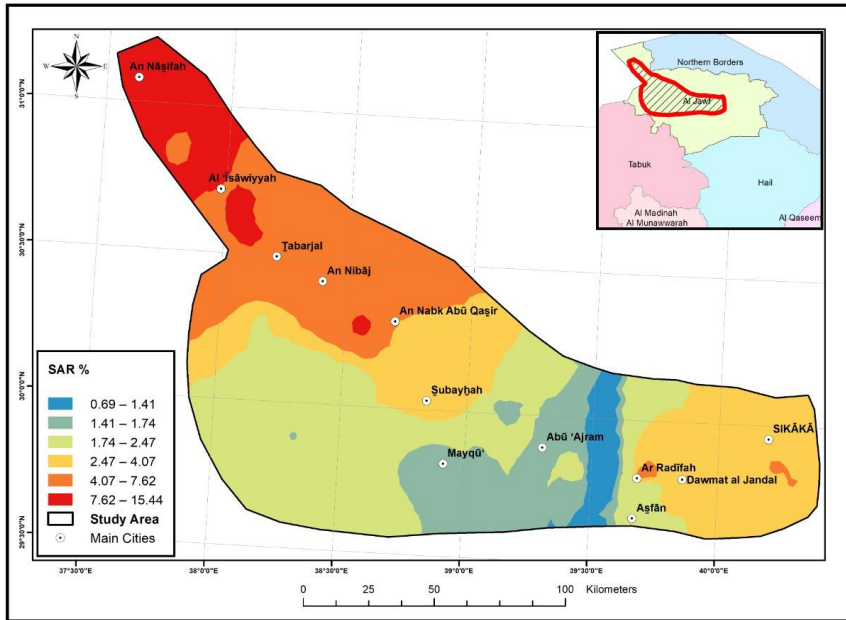 N
W E
S
An Nāṣifah
Al ‘Īsāwiyyah
Ṯabarjal
An Nibāj
An Nabk Abū Qaṣir
Ṣubayḥah
Mayqū‘
Abū ‘Ajram
SIKĀKĀ
Ar Radīfah
Dawmat al Jandal
Aṣfān
Northern Borders
Al Jawf
Tabuk
Hail
Al Madinah
Al Munawwarah
Al Qaseem
SAR %
0.69 – 1.41
1.41 – 1.74
1.74 – 2.47
2.47 – 4.07
4.07 – 7.62
7.62 – 15.44
Study Area
Main Cities
31°0'0"N
30°30'0"N
30°0'0"N
29°30'0"N
37°30'0"E
38°0'0"E
38°30'0"E
39°0'0"E
39°30'0"E
40°0'0"E
0 25 50 100 Kilometers